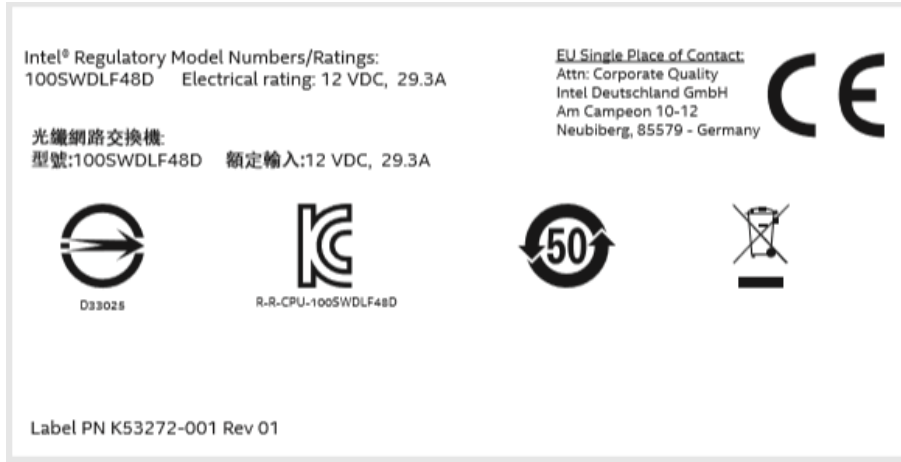 Intel® Regulatory Model Numbers/Ratings:
100SWDLF48D Electrical rating: 12 VDC, 29.3A
EU Single Place of Contact:
Attn: Corporate Quality
Intel Deutschland GmbH
Am Campeon 10-12
Neubiberg, 85579 - Germany
CE
光纖網路交換機:
型號:100SWDLF48D 額定輸入:12 VDC, 29.3A
D33025
KC
R-R-CPU-100SWDLF48D
50
Label PN K53272-001 Rev 01